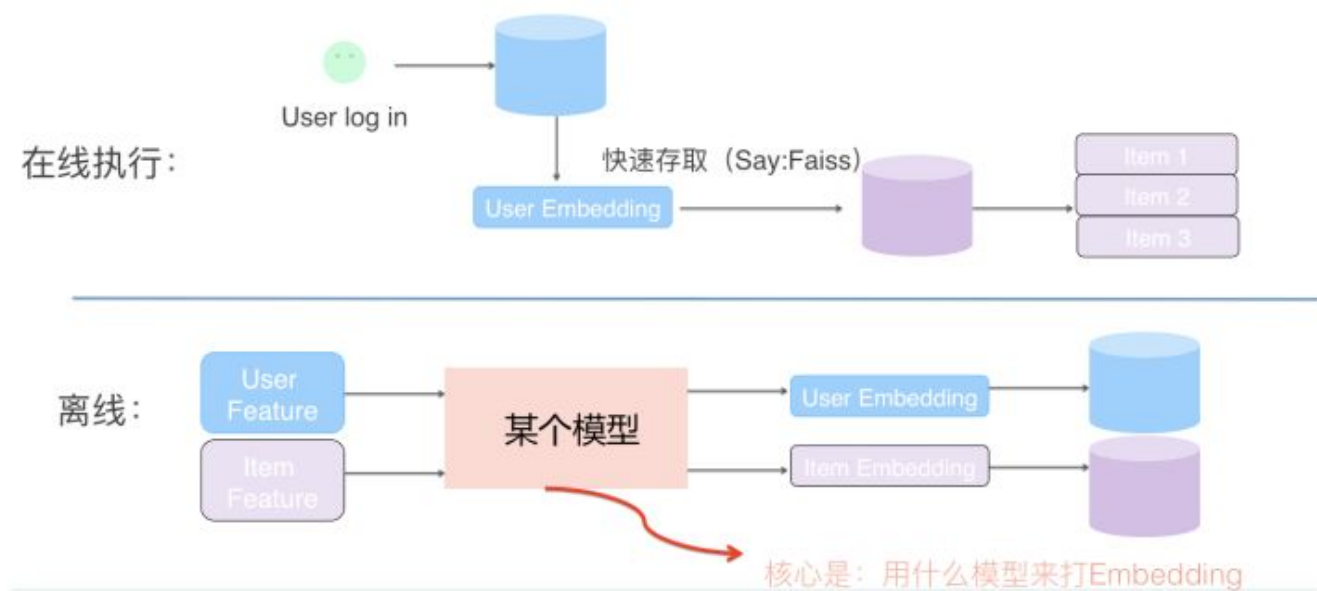 User log in
在线执行：
快速存取（Say:Faiss）
User Embedding
Item 1
Item 2
Item 3
离线：
User
Feature
Item
Feature
某个模型
User Embedding
Item Embedding
核心是：用什么模型来打Embedding